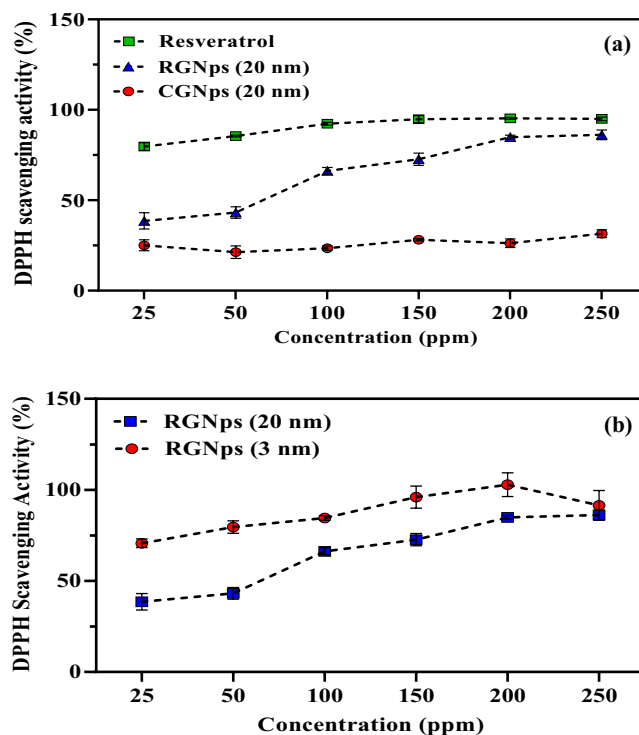 150
(a)
Resveratrol
RGNps (20 nm)
CGNps (20 nm)
100
50
0
DPPH scavenging activity (%)
25 50 100 150 200 250
Concentration (ppm)
150
(b)
RGNps (20 nm)
RGNps (3 nm)
100
50
0
DPPH Scavenging Activity (%)
25 50 100 150 200 250
Concentration (ppm)